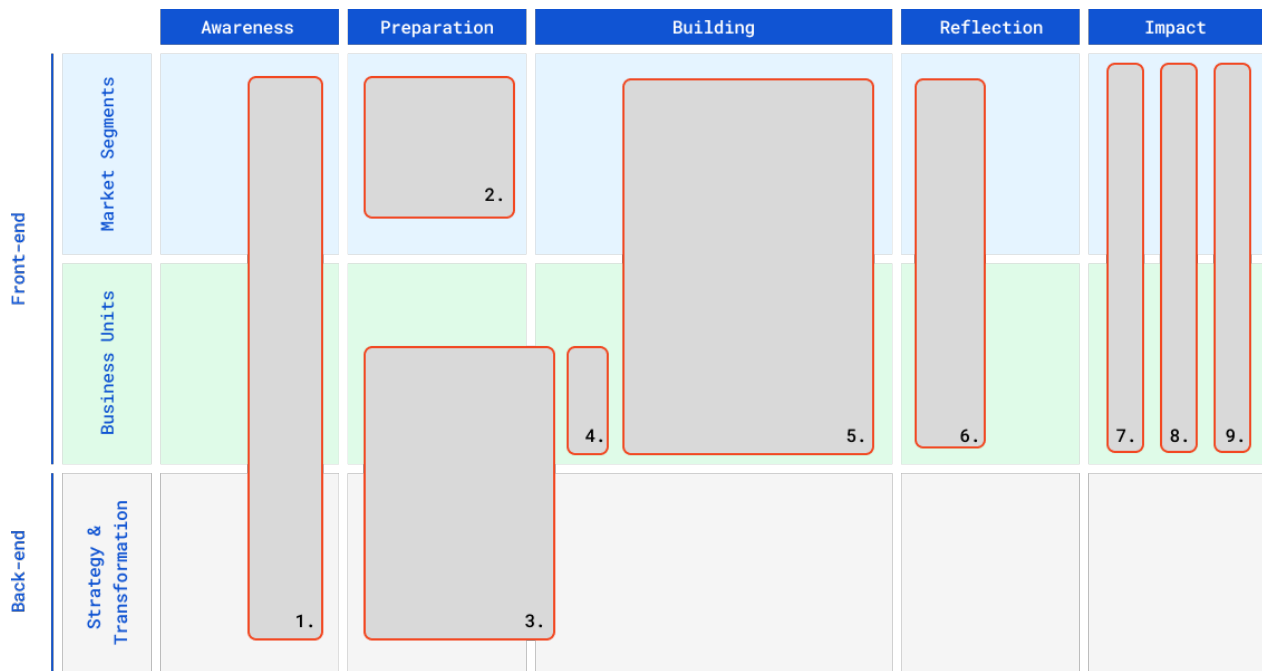 Awareness
Preparation
Building
Reflection
Impact
Front-end
Market Segments
Business Units
Back-end
Strategy &
Transformation
1.
2.
3.
4.
5.
6.
7.
8.
9.